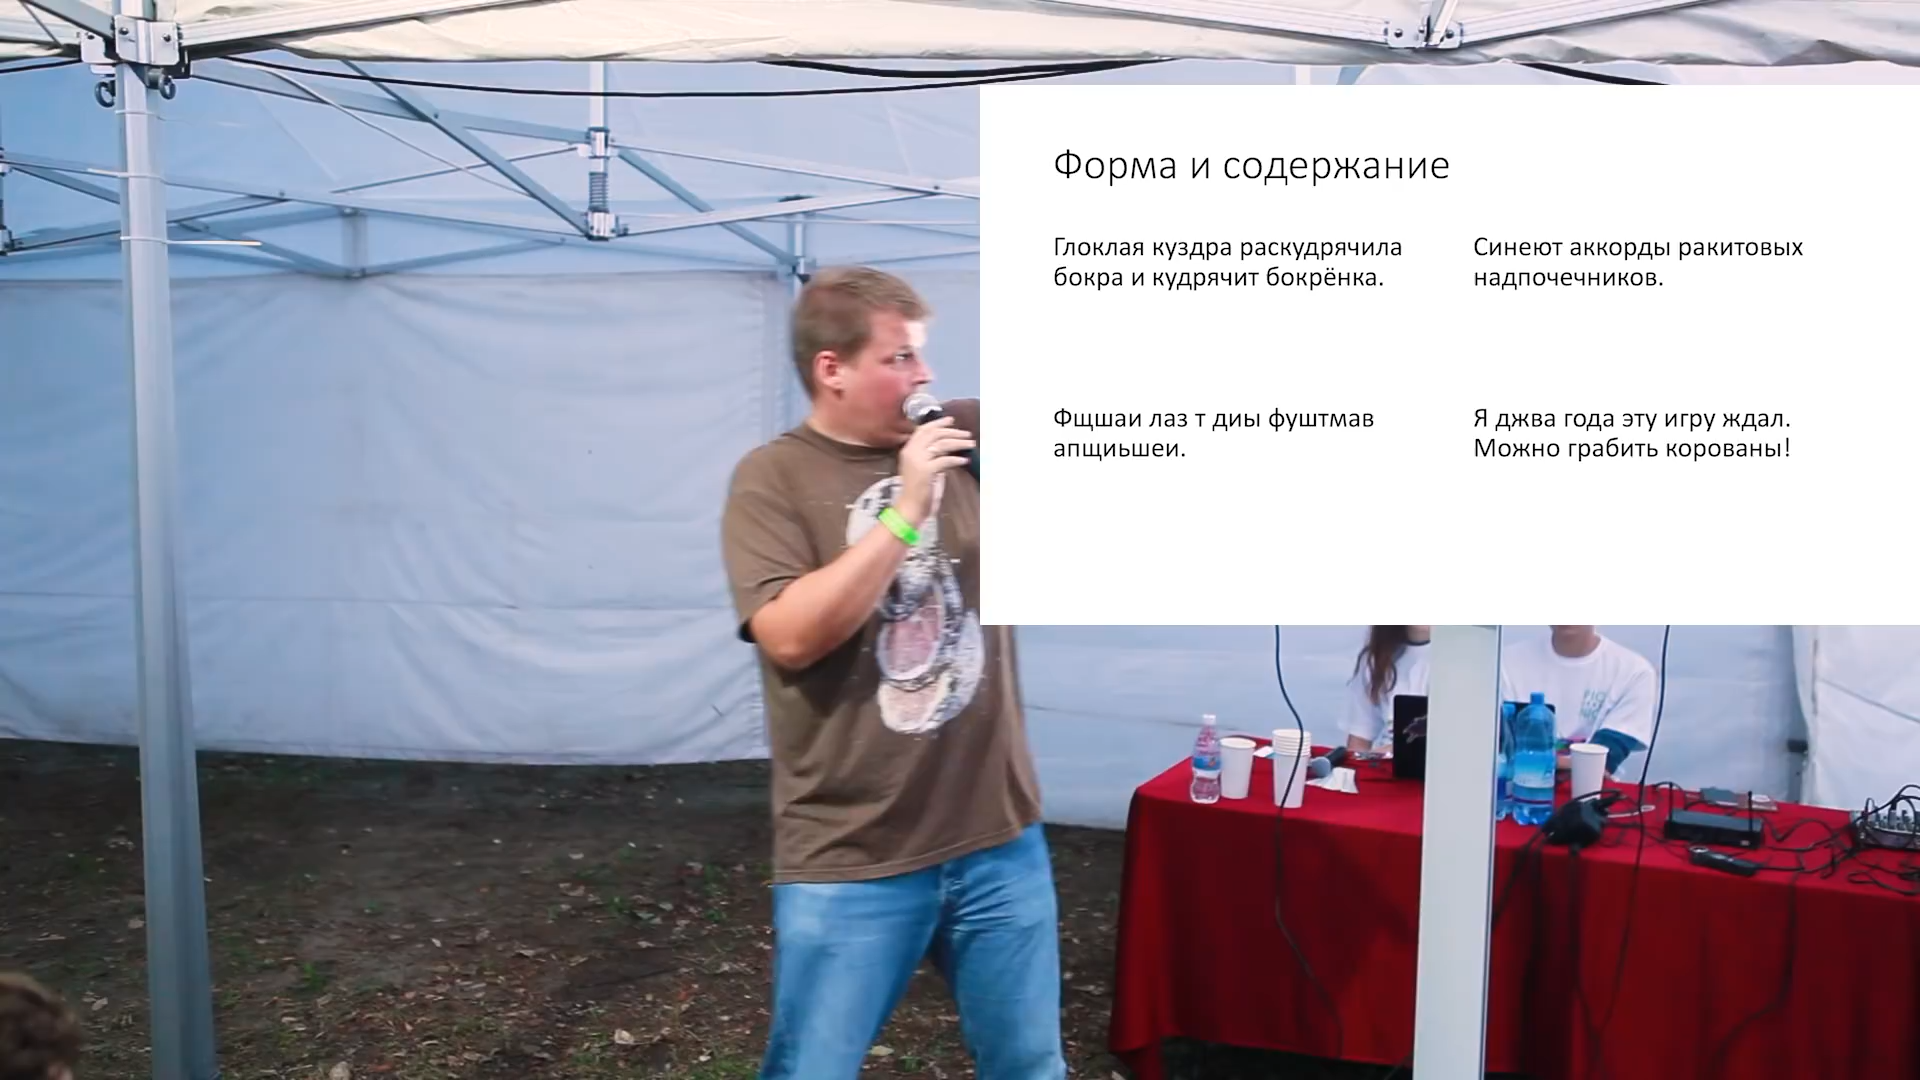 Форма и содержание
Глоклая куздра раскудрячила
бокра и кудрячит бокрёнка.
Синеют аккорды ракитовых
надпочечников.
Фщшаи лаз т диы фуштмав
апщиьшеи.
Я джва года эту игру ждал.
Можно грабить корованы!